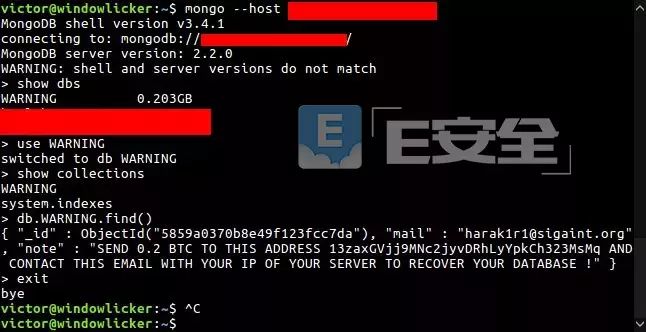 victor@windowlicker:~$ mongo --host
MongoDB shell version v3.4.1
connecting to: mongodb:// /
MongoDB server version: 2.2.0
WARNING: shell and server versions do not match
> show dbs
WARNING 0.203GB
> use WARNING
switched to db WARNING
> show collections
WARNING
system.indexes
> db.WARNING.find()
{ "_id" : ObjectId("5859a0370b8e49f123fcc7da"), "mail" : "harak1r1@sigaint.org"
, "note" : "SEND 0.2 BTC TO THIS ADDRESS 13zaxGVjj9MNc2jyvDRhLyYpkCh323MsMq AND
CONTACT THIS EMAIL WITH YOUR IP OF YOUR SERVER TO RECOVER YOUR DATABASE !" }
> exit
bye
victor@windowlicker:~$ ^C
victor@windowlicker:~$
E安全